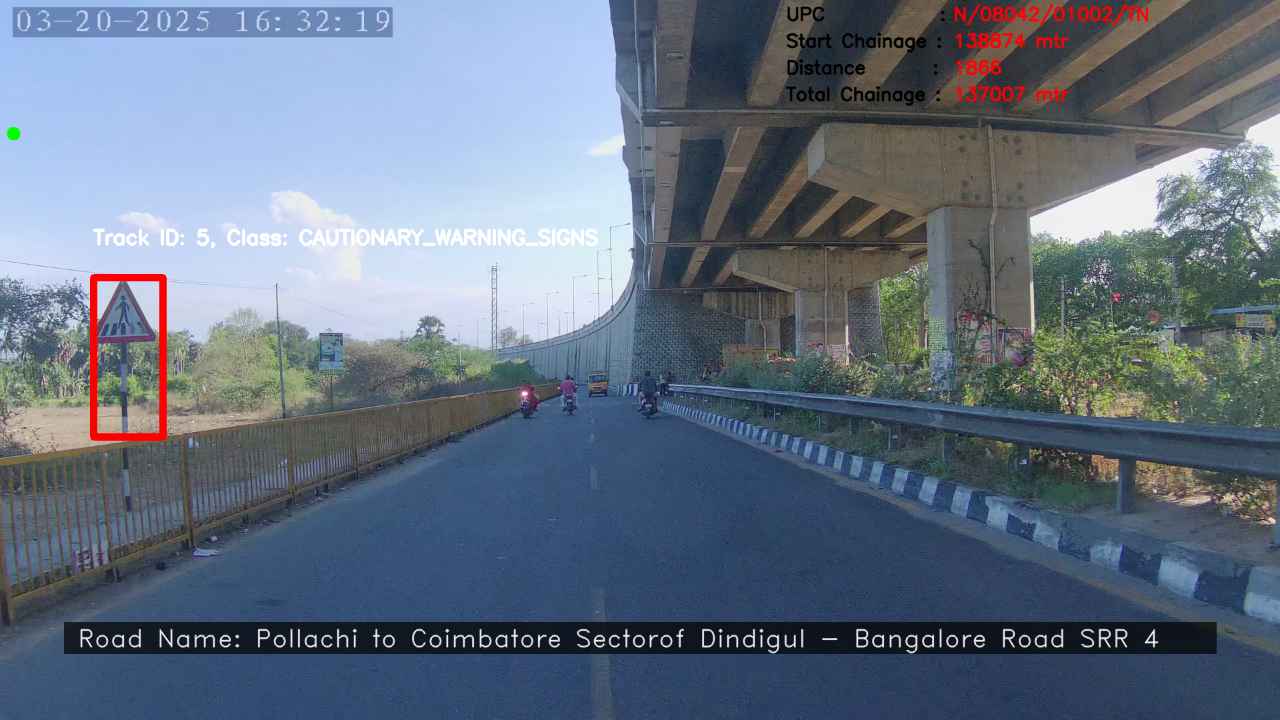 03-20-2025 16:32:19
UPC : N/08042/01002/TN
Start Chainage : 138874 mtr
Distance : 1866
Total Chainage : 137007 mtr
Track ID: 5, Class: CAUTIONARY_WARNING_SIGNS
Road Name: Pollachi to Coimbatore Sectorof Dindigul - Bangalore Road SRR 4